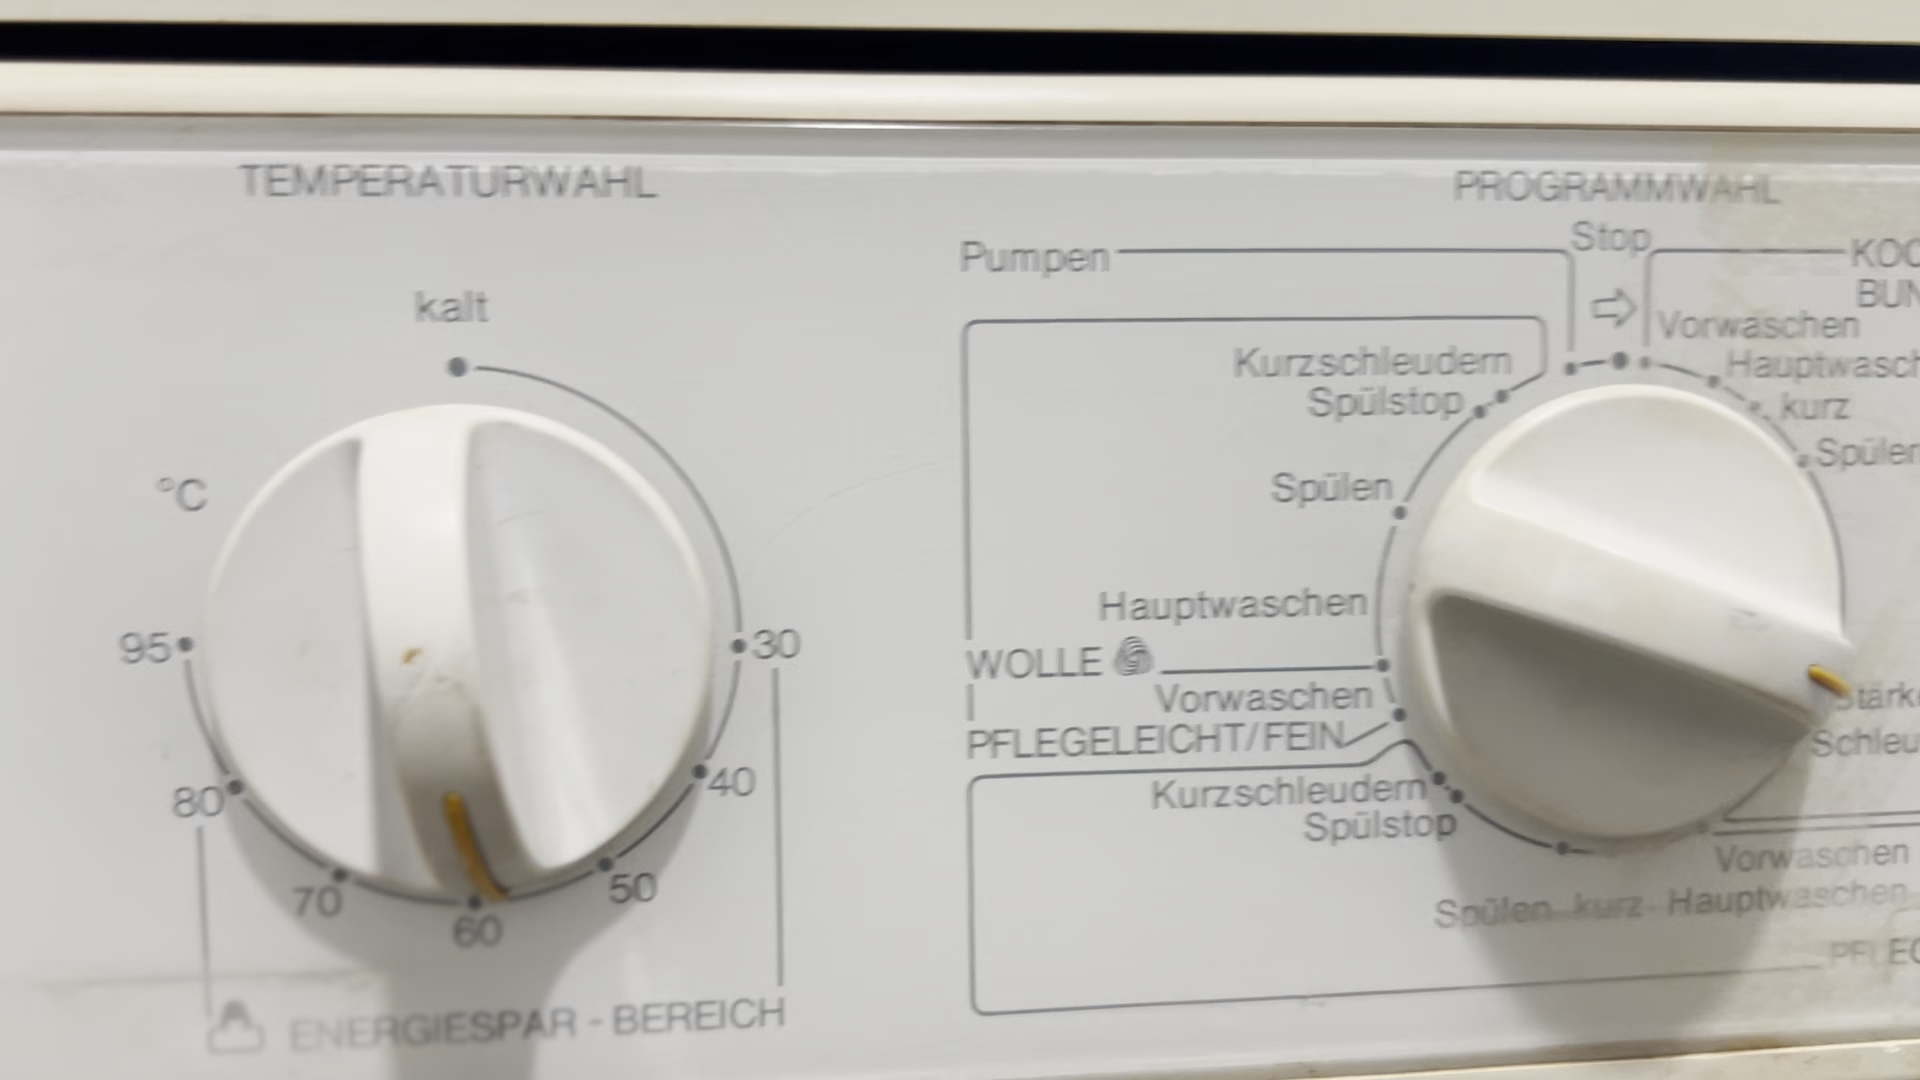 TEMPERATURWAHL
kalt
°C
95
30
80
40
70
50
60
ENERGIESPAR - BEREICH
PROGRAMMWAHL
Stop
Pumpen
Vorwaschen
Kurzschleudern
Spülstop
kurz
Spülen
Hauptwaschen
WOLLE
Vorwaschen
PFLEGELEICHT/FEIN
Kurzschleudern
Spülstop
Vorwaschen
Spülen kurz Hauptwaschen